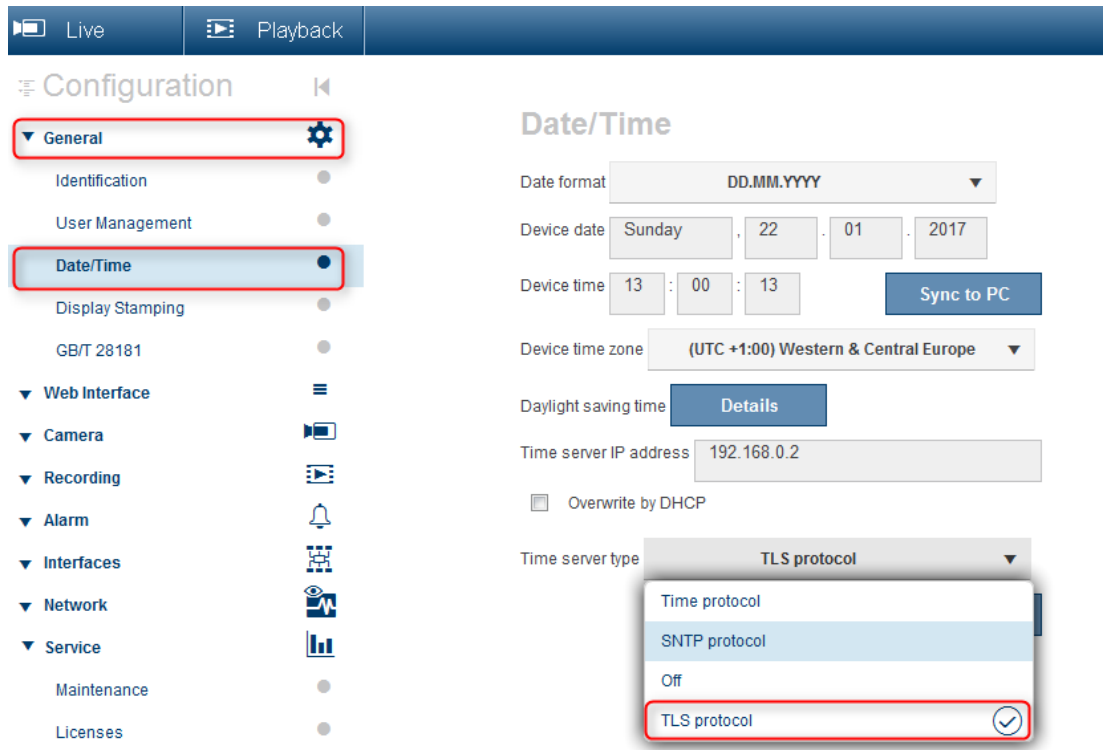 Live
Playback
Configuration
General
Identification
User Management
Date/Time
Display Stamping
GB/T 28181
Web Interface
Camera
Recording
Alarm
Interfaces
Network
Service
Maintenance
Licenses
Date/Time
Date format DD.MM.YYYY
Device date Sunday , 22 . 01 . 2017
Device time 13 : 00 : 13 Sync to PC
Device time zone (UTC +1:00) Western & Central Europe
Daylight saving time Details
Time server IP address 192.168.0.2
Overwrite by DHCP
Time server type TLS protocol
Time protocol
SNTP protocol
Off
TLS protocol